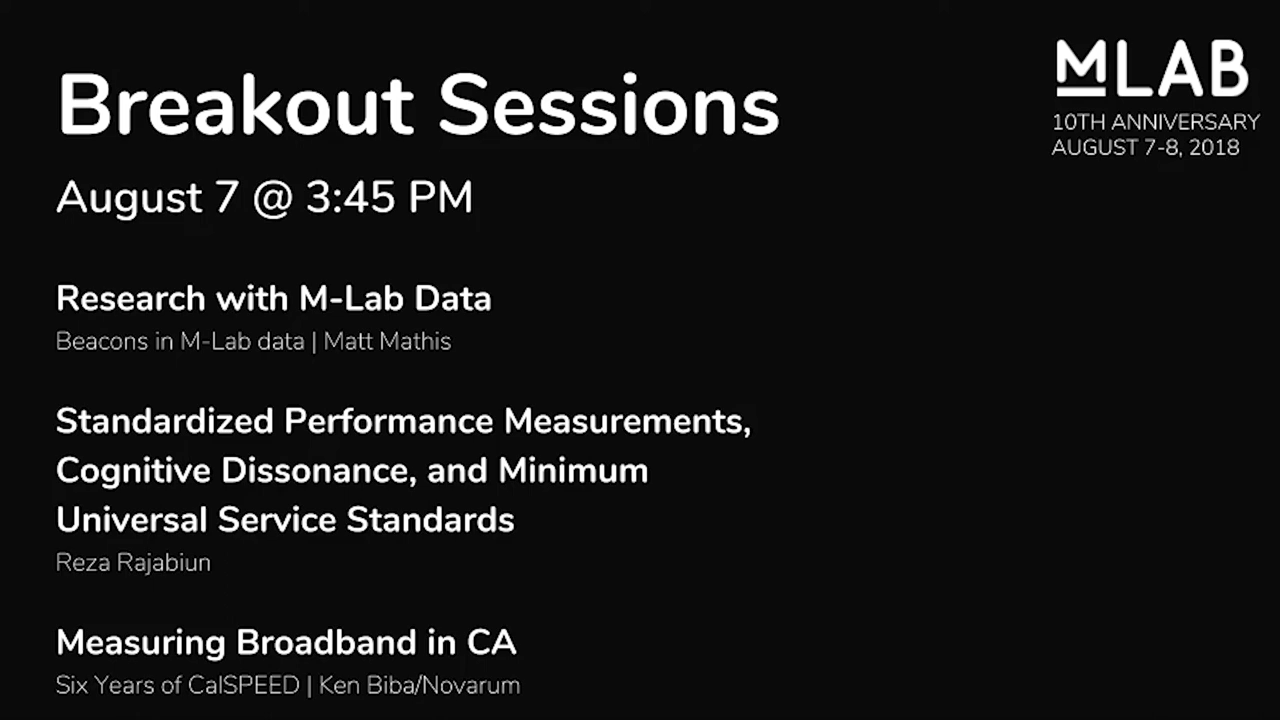 Breakout Sessions
August 7 @ 3:45 PM
Research with M-Lab Data
Beacons in M-Lab data | Matt Mathis
Standardized Performance Measurements,
Cognitive Dissonance, and Minimum
Universal Service Standards
Reza Rajabiun
Measuring Broadband in CA
Six Years of CalSPEED | Ken Biba/Novarum
MLAB
10TH ANNIVERSARY
AUGUST 7-8, 2018